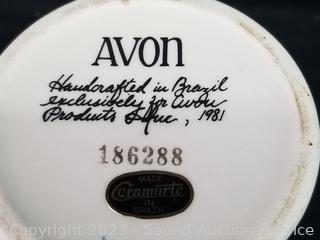 AVON
Handcrafted in Brazil
exclusively for Avon
Products Inc, 1981
186288
MADE
Ceramarte
IN
BRAZIL
Copyright 2023 - Sound Auction Service